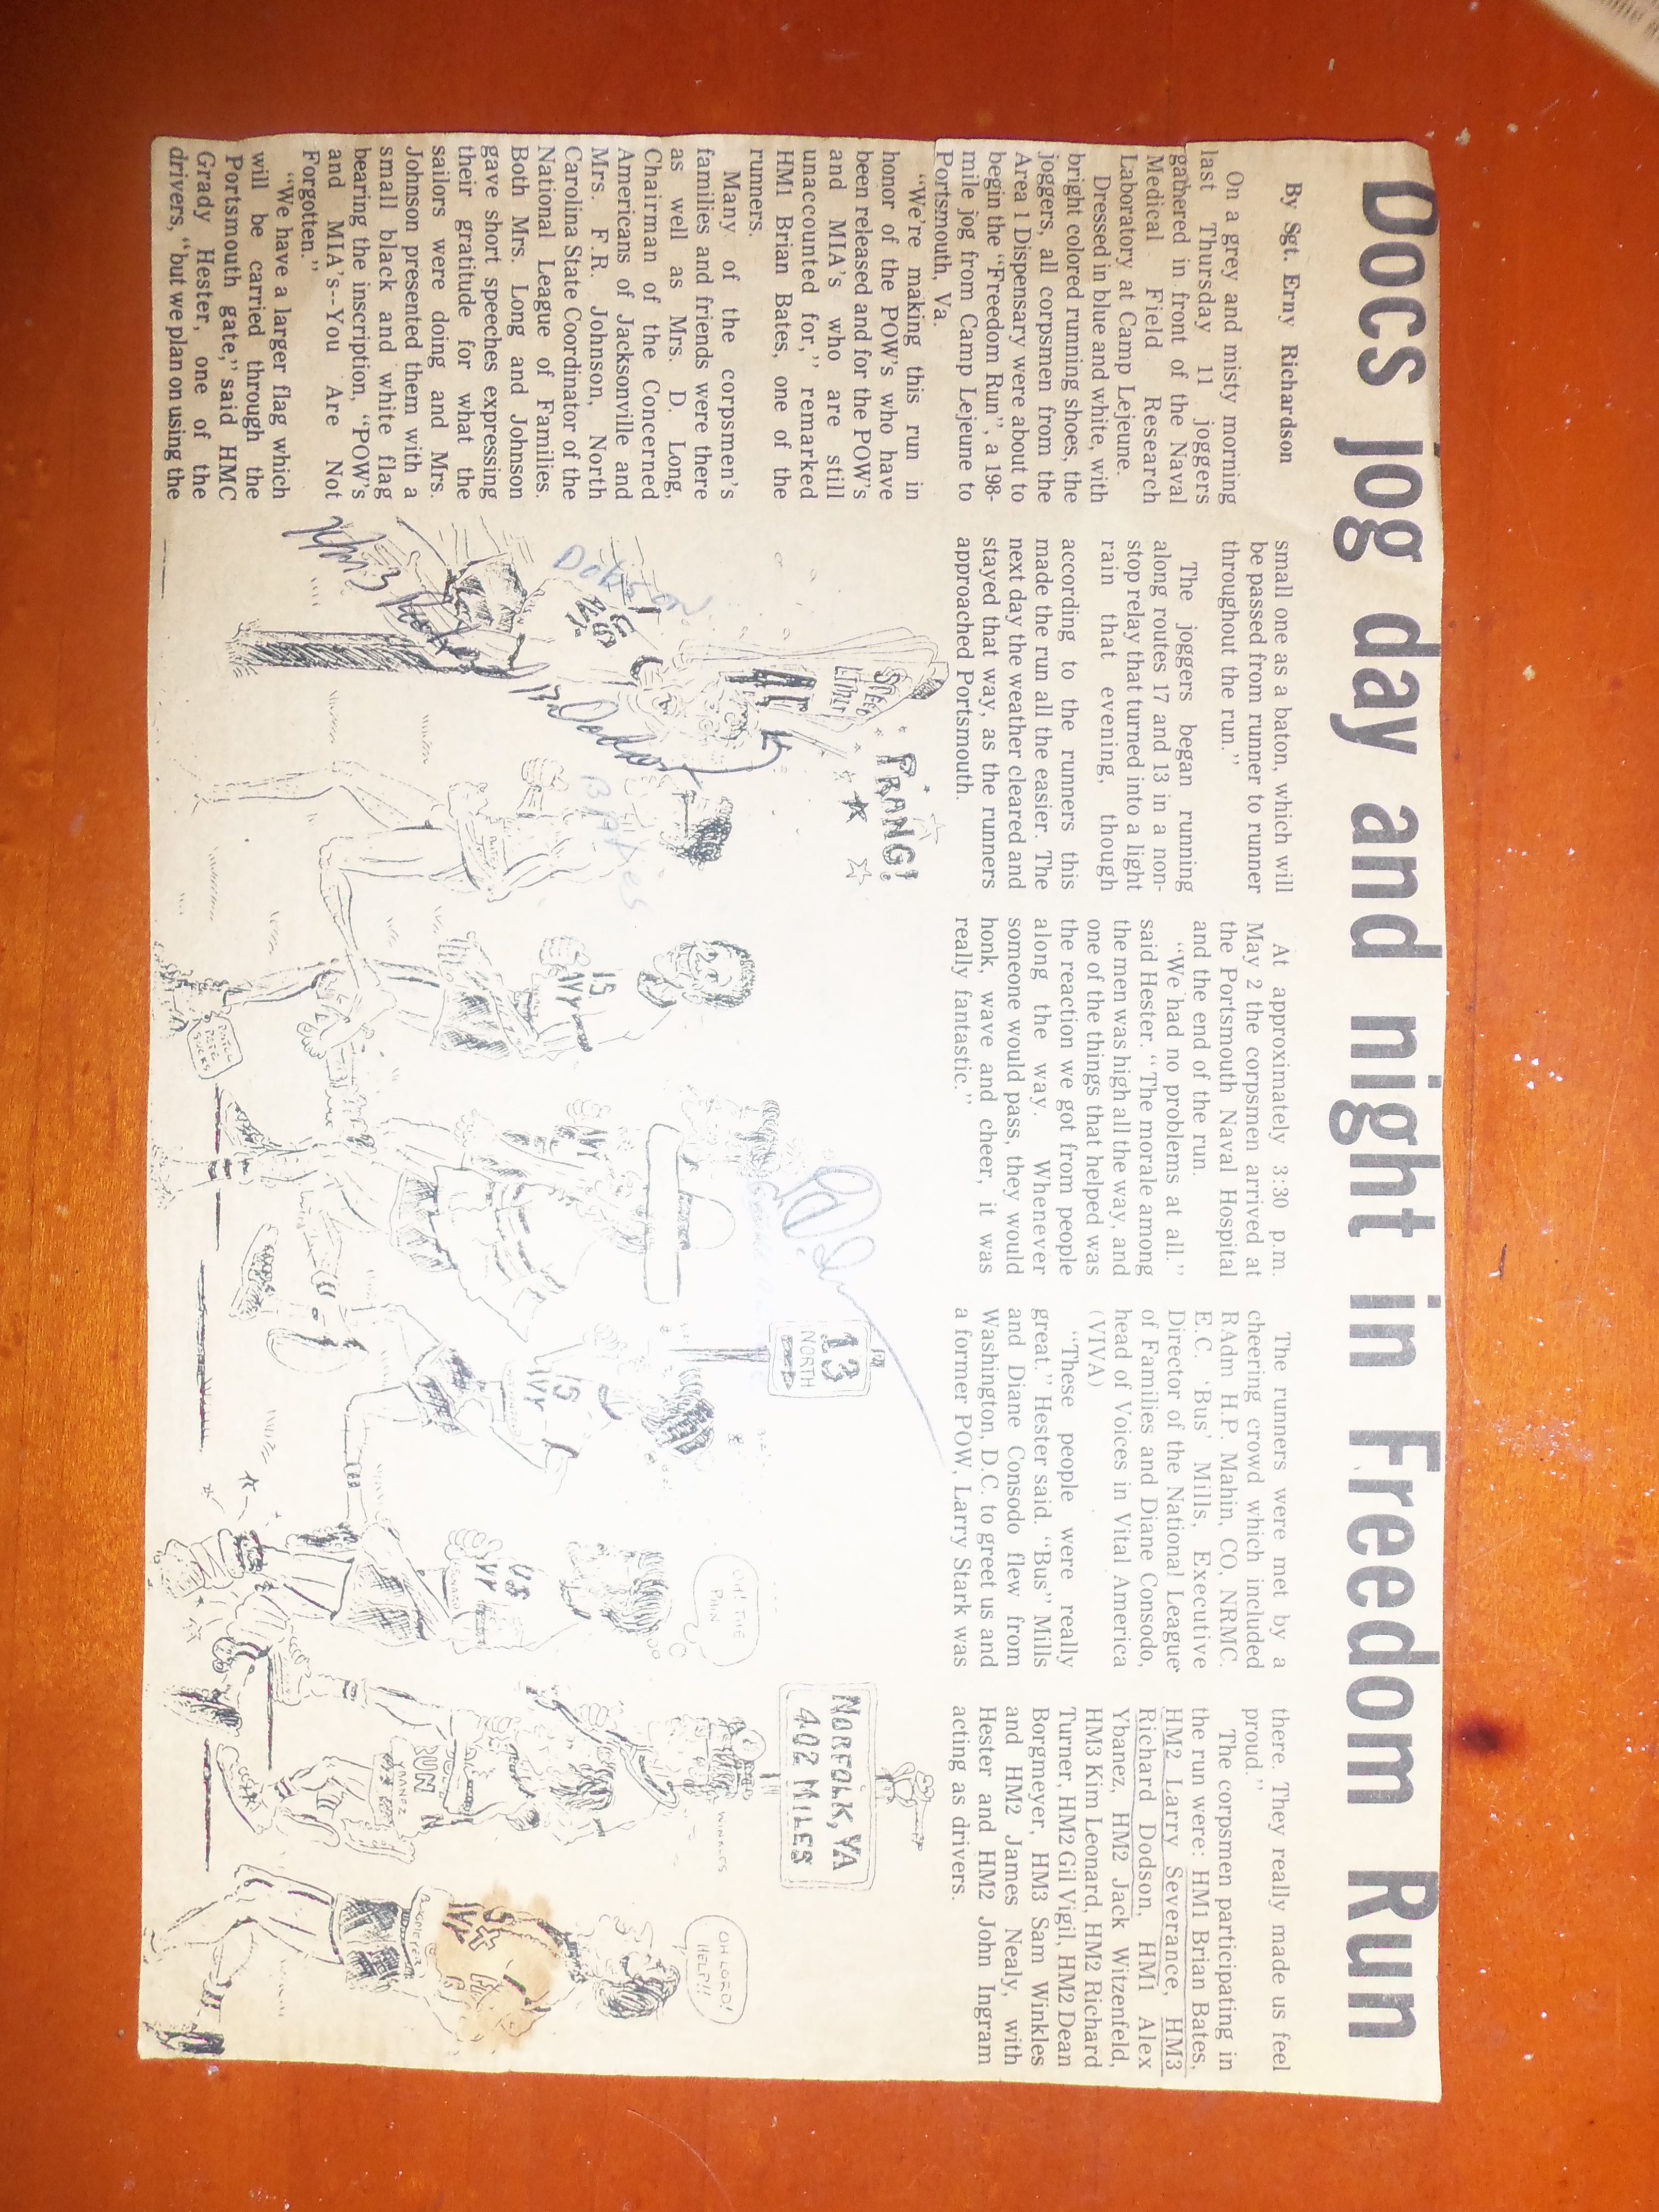 Docs jog day and night in Freedom Run
By Sgt. Erny Richardson
On a grey and misty morning
last Thursday 11 joggers
gathered in front of the Naval
Medical Field Research
Laboratory at Camp Lejeune.
Dressed in blue and white, with
bright colored running shoes, the
joggers, all corpsmen from the
Area 1 Dispensary were about to
begin the “Freedom Run”, a 198-
mile jog from Camp Lejeune to
Portsmouth, Va.
“We're making this run in
honor of the POW's who have
been released and for the POW's
and MIA's who are still
unaccounted for,” remarked
HM1 Brian Bates, one of the
runners.
Many of the corpsmen's
families and friends were there
as well as Mrs. D. Long,
Chairman of the Concerned
Americans of Jacksonville and
Mrs. F.R. Johnson, North
Carolina State Coordinator of the
National League of Families.
Both Mrs. Long and Johnson
gave short speeches expressing
their gratitude for what the
sailors were doing and Mrs.
Johnson presented them with a
small black and white flag
bearing the inscription, “POW's
and MIA's--You Are Not
Forgotten.”
“We have a larger flag which
will be carried through the
Portsmouth gate,” said HMC
Grady Hester, one of the
drivers, “but we plan on using the
small one as a baton, which will
be passed from runner to runner
throughout the run.”
The joggers began running
along routes 17 and 13 in a non-
stop relay that turned into a light
rain that evening, though
according to the runners this
made the run all the easier. The
next day the weather cleared and
stayed that way, as the runners
approached Portsmouth.
At approximately 3:30 p.m.
May 2 the corpsmen arrived at
the Portsmouth Naval Hospital
and the end of the run.
“We had no problems at all.”
said Hester. “The morale among
the men was high all the way, and
one of the things that helped was
the reaction we got from people
along the way. Whenever
someone would pass, they would
honk, wave and cheer, it was
really fantastic.”
The runners were met by a
cheering crowd which included
RAdm H.P. Mahin, CO, NRMC.
E.C. ‘Bus’ Mills, Executive
Director of the National League
of Families and Diane Consodo,
head of Voices in Vital America
(VIVA)
“These people were really
great.” Hester said, “Bus” Mills
and Diane Consodo flew from
Washington, D.C. to greet us and
a former POW, Larry Stark was
there. They really made us feel
proud.”
The corpsmen participating in
the run were: HM1 Brian Bates,
HM2 Larry Severance, HM3
Richard Dodson, HM1 Alex
Ybanez, HM2 Jack Witzenfeld,
HM3 Kim Leonard, HM2 Richard
Turner, HM2 Gil Vigil, HM2 Dean
Borgmeyer, HM3 Sam Winkles
and HM2 James Nealy, with
Hester and HM2 John Ingram
acting as drivers.
PRANG!
SPEED
LIMIT
Dodson
Bates
13
NORTH
OH THE
PAIN
NORFOLK, VA
402 MILES
WINKLES
OH LORD!
HELP!!
US
NVY
YBANEZ